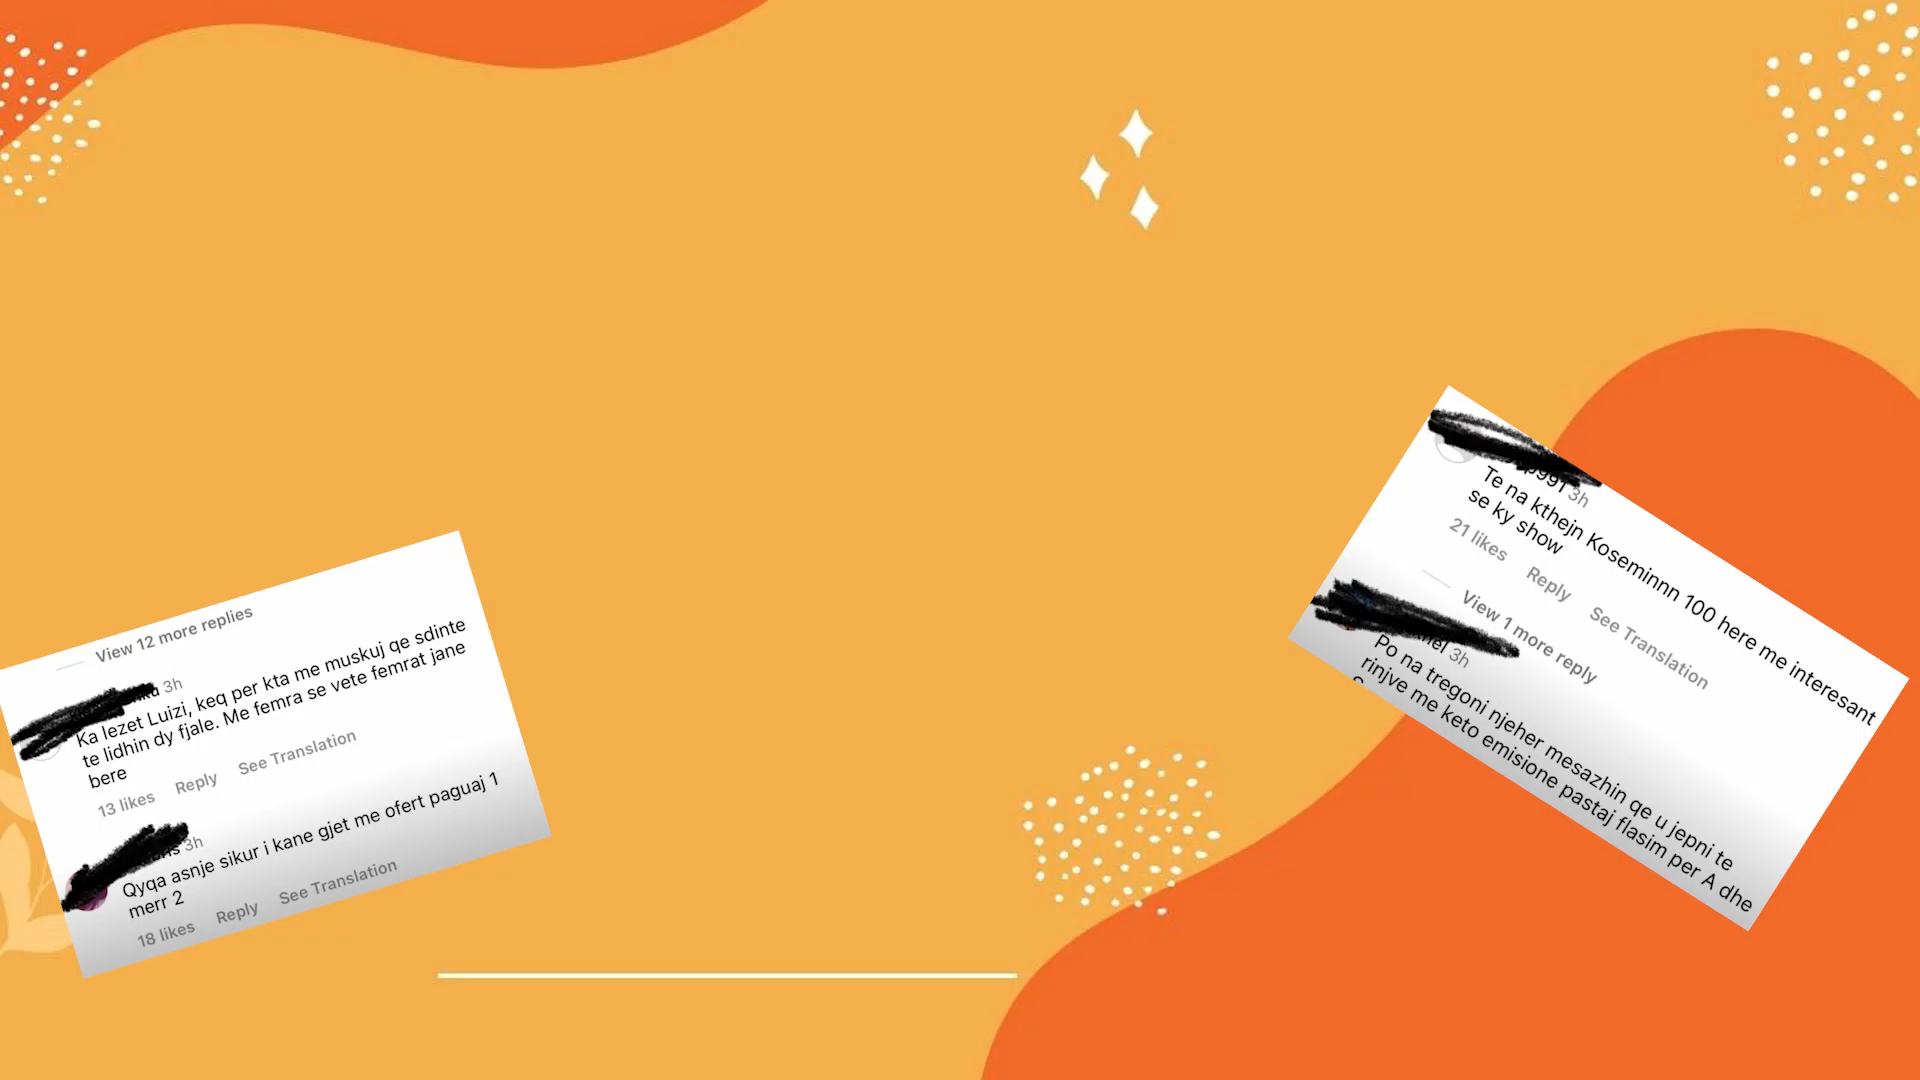 View 12 more replies
3h
Ka lezet Luizi, keq per kta me muskuj qe sdinte
te lidhin dy fjale. Me femra se vete femrat jane
bere
13 likes Reply See Translation
3h
Qyqa asnje sikur i kane gjet me ofert paguaj 1
merr 2
18 likes Reply See Translation
3h
Te na kthejn Koseminnn 100 here me interesant
se ky show
21 likes Reply See Translation
View 1 more reply
3h
Po na tregoni njeher mesazhin qe u jepni te
rinjve me keto emisione pastaj flasim per A dhe